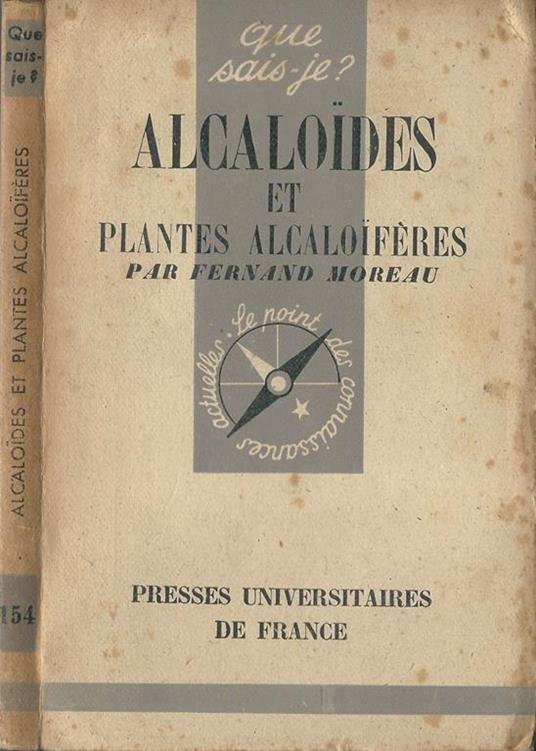 Que
sais-
je?
ALCALOÏDES ET PLANTES ALCALOÏFÈRES
54
que
sais-je?
ALCALOÏDES
ET
PLANTES ALCALOÏFÈRES
PAR FERNAND MOREAU
Le point des connaissances actuelles.
PRESSES UNIVERSITAIRES
DE FRANCE